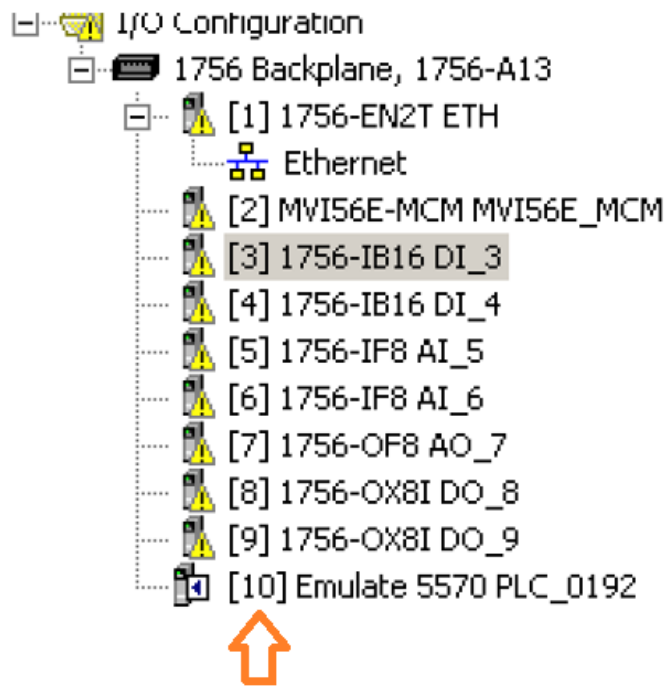 I/O Configuration
1756 Backplane, 1756-A13
[1] 1756-EN2T ETH
Ethernet
[2] MVI56E-MCM MVI56E_MCM
[3] 1756-IB16 DI_3
[4] 1756-IB16 DI_4
[5] 1756-IF8 AI_5
[6] 1756-IF8 AI_6
[7] 1756-OF8 AO_7
[8] 1756-OX8I DO_8
[9] 1756-OX8I DO_9
[10] Emulate 5570 PLC_0192